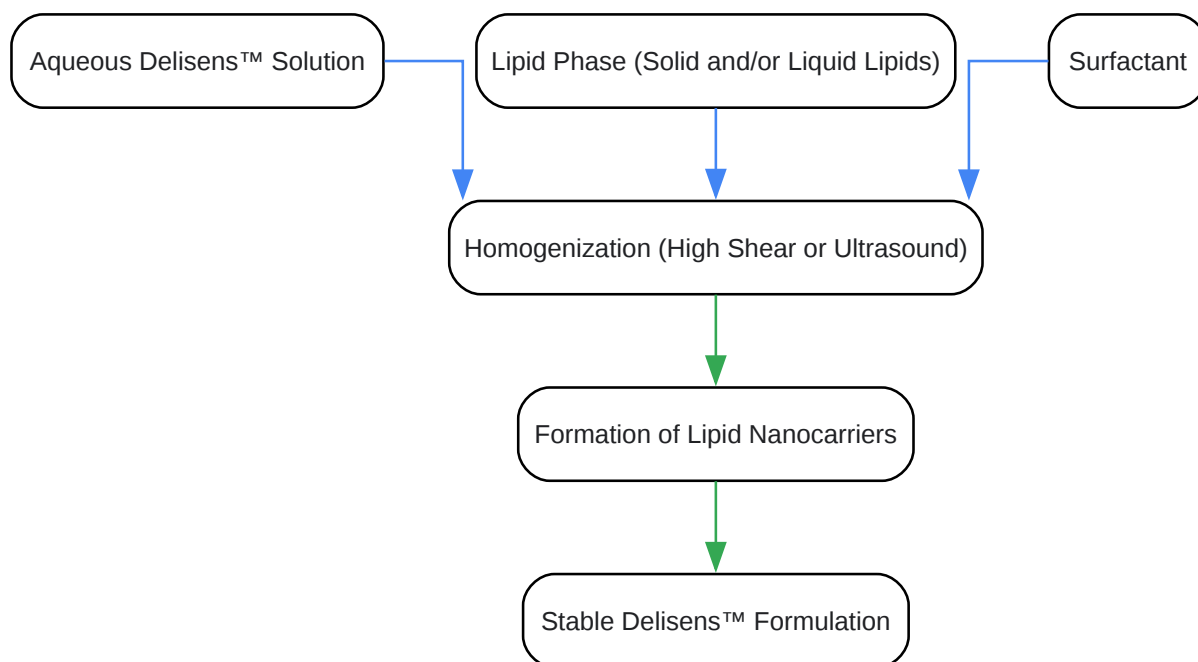 Aqueous Delisens™ Solution
Lipid Phase (Solid and/or Liquid Lipids)
Surfactant
Homogenization (High Shear or Ultrasound)
Formation of Lipid Nanocarriers
Stable Delisens™ Formulation